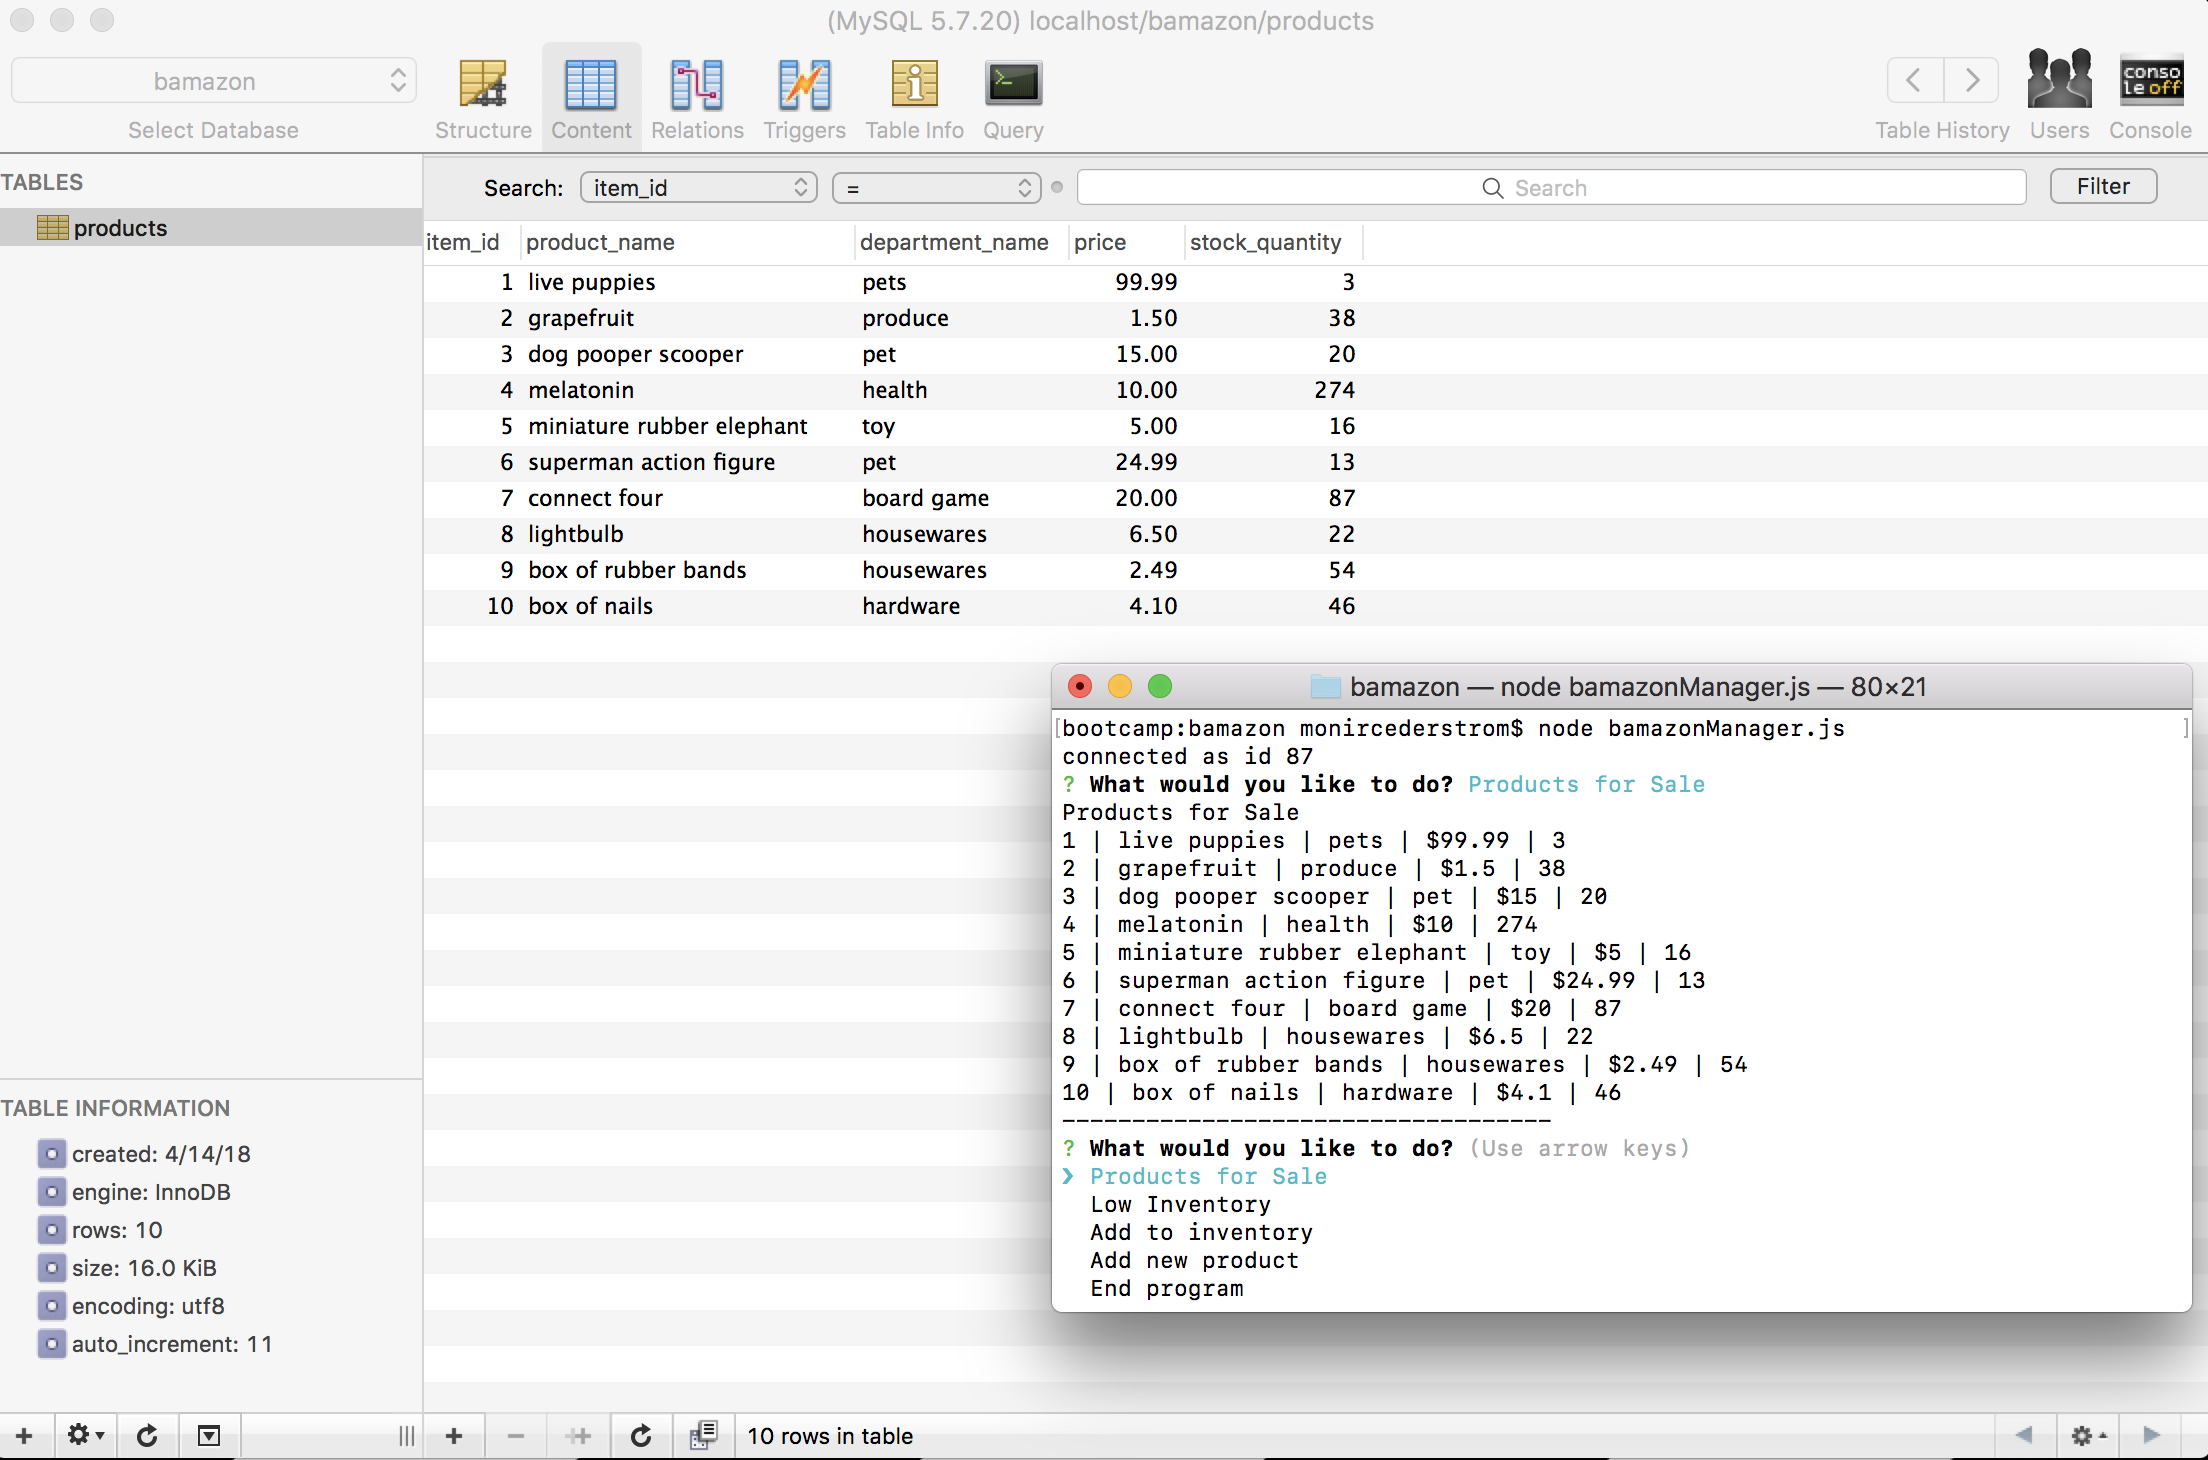 (MySQL 5.7.20) localhost/bamazon/products
bamazon
Select Database
Structure Content Relations Triggers Table Info Query
conso
le off
Table History Users Console
TABLES
products
Search: item_id = Search Filter
item_id product_name department_name price stock_quantity
1 live puppies pets 99.99 3
2 grapefruit produce 1.50 38
3 dog pooper scooper pet 15.00 20
4 melatonin health 10.00 274
5 miniature rubber elephant toy 5.00 16
6 superman action figure pet 24.99 13
7 connect four board game 20.00 87
8 lightbulb housewares 6.50 22
9 box of rubber bands housewares 2.49 54
10 box of nails hardware 4.10 46
bamazon — node bamazonManager.js — 80×21
[bootcamp:bamazon monircederstrom$ node bamazonManager.js ]
connected as id 87
? What would you like to do? Products for Sale
Products for Sale
1 | live puppies | pets | $99.99 | 3
2 | grapefruit | produce | $1.5 | 38
3 | dog pooper scooper | pet | $15 | 20
4 | melatonin | health | $10 | 274
5 | miniature rubber elephant | toy | $5 | 16
6 | superman action figure | pet | $24.99 | 13
7 | connect four | board game | $20 | 87
8 | lightbulb | housewares | $6.5 | 22
9 | box of rubber bands | housewares | $2.49 | 54
10 | box of nails | hardware | $4.1 | 46
-----------------------------------
? What would you like to do? (Use arrow keys)
❯ Products for Sale
Low Inventory
Add to inventory
Add new product
End program
TABLE INFORMATION
created: 4/14/18
engine: InnoDB
rows: 10
size: 16.0 KiB
encoding: utf8
auto_increment: 11
10 rows in table